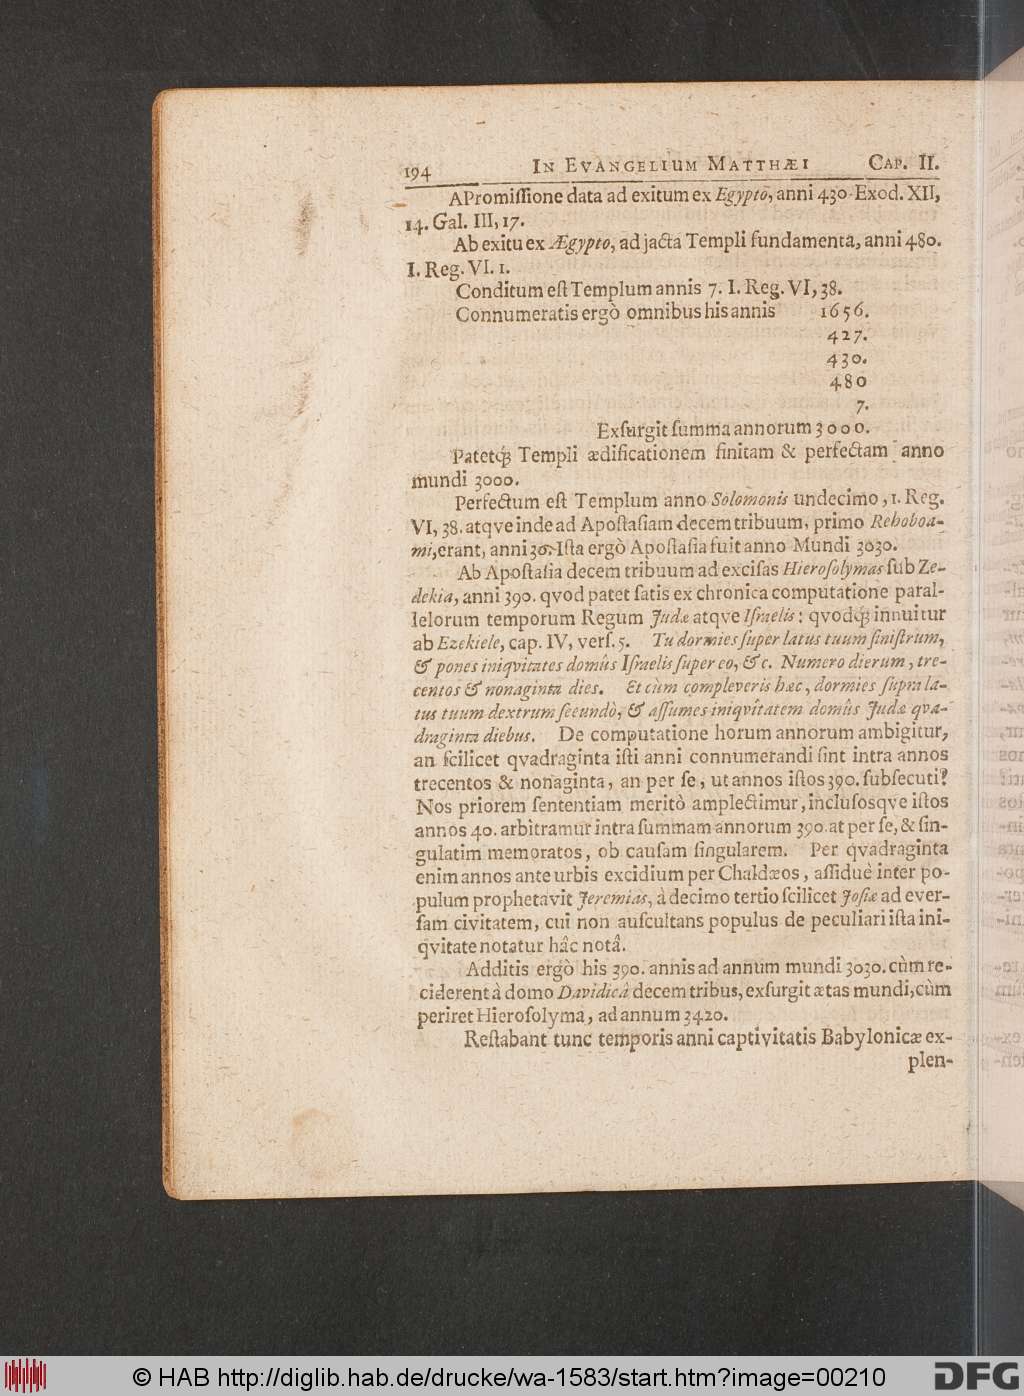 194 IN EVANGELIUM MATTHÆI CAP. II.
APromiſſione data ad exitum ex Egypto, anni 430. Exod. XII,
14. Gal. III, 17.
Ab exitu ex Ægypto, ad jacta Templi fundamenta, anni 480.
I. Reg. VI. 1.
Conditum eſt Templum annis 7. I. Reg. VI, 38.
Connumeratis ergò omnibus his annis 1656.
427.
430.
480
7.
Exſurgit ſumma annorum 3000.
Patetq́; Templi ædificationem finitam & perfectam anno
mundi 3000.
Perfectum eſt Templum anno Solomonis undecimo, 1. Reg.
VI, 38. atqve inde ad Apoſtaſiam decem tribuum, primo Rehoboa-
mi, erant, anni 30. Iſta ergò Apoſtaſia fuit anno Mundi 3030.
Ab Apoſtaſia decem tribuum ad exciſas Hieroſolymas ſub Ze-
dekia, anni 390. qvod patet ſatis ex chronica computatione paral-
lelorum temporum Regum Judæ atqve Iſraelis: qvodq́; innuitur
ab Ezekiele, cap. IV, verſ. 5. Tu dormies ſuper latus tuum ſiniſtrum,
& pones iniqvitates domûs Iſraelis ſuper eo, &c. Numero dierum, tre-
centos & nonaginta dies. Et cùm compleveris hæc, dormies ſupra la-
tus tuum dextrum ſecundò, & aſſumes iniqvitatem domûs Judæ qva-
draginta diebus. De computatione horum annorum ambigitur,
an ſcilicet qvadraginta iſti anni connumerandi ſint intra annos
trecentos & nonaginta, an per ſe, ut annos iſtos 390. ſubſecuti?
Nos priorem ſententiam meritò amplectimur, incluſosqve iſtos
annos 40. arbitramur intra ſummam annorum 390. at per ſe, & ſin-
gulatim memoratos, ob cauſam ſingularem. Per qvadraginta
enim annos ante urbis excidium per Chaldæos, aſſiduè inter po-
pulum prophetavit Jeremias, à decimo tertio ſcilicet Joſiæ ad ever-
ſam civitatem, cui non auſcultans populus de peculiari iſta ini-
qvitate notatur hâc notâ.
Additis ergò his 390. annis ad annum mundi 3030. cùm re-
ciderent à domo Davidicâ decem tribus, exſurgit ætas mundi, cùm
periret Hieroſolyma, ad annum 3420.
Reſtabant tunc temporis anni captivitatis Babylonicæ ex-
plen-
© HAB http://diglib.hab.de/drucke/wa-1583/start.htm?image=00210
DFG